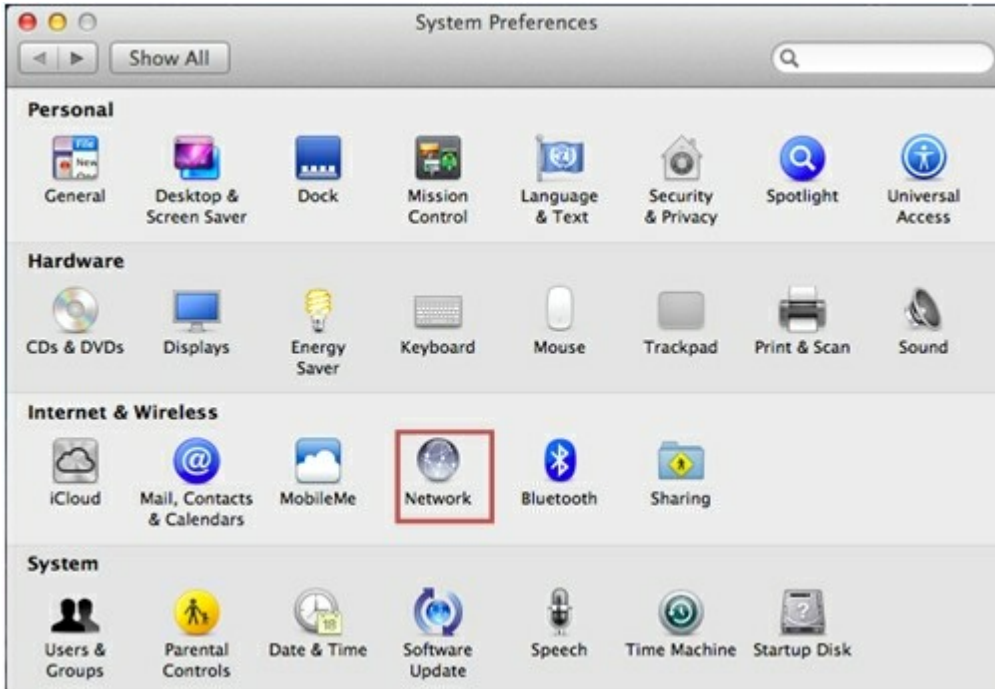 System Preferences
Show All
Personal
General
Desktop &
Screen Saver
Dock
Mission
Control
Language
& Text
Security
& Privacy
Spotlight
Universal
Access
Hardware
CDs & DVDs
Displays
Energy
Saver
Keyboard
Mouse
Trackpad
Print & Scan
Sound
Internet & Wireless
iCloud
Mail, Contacts
& Calendars
MobileMe
Network
Bluetooth
Sharing
System
Users &
Groups
Parental
Controls
18
Date & Time
Software
Update
Speech
Time Machine
Startup Disk